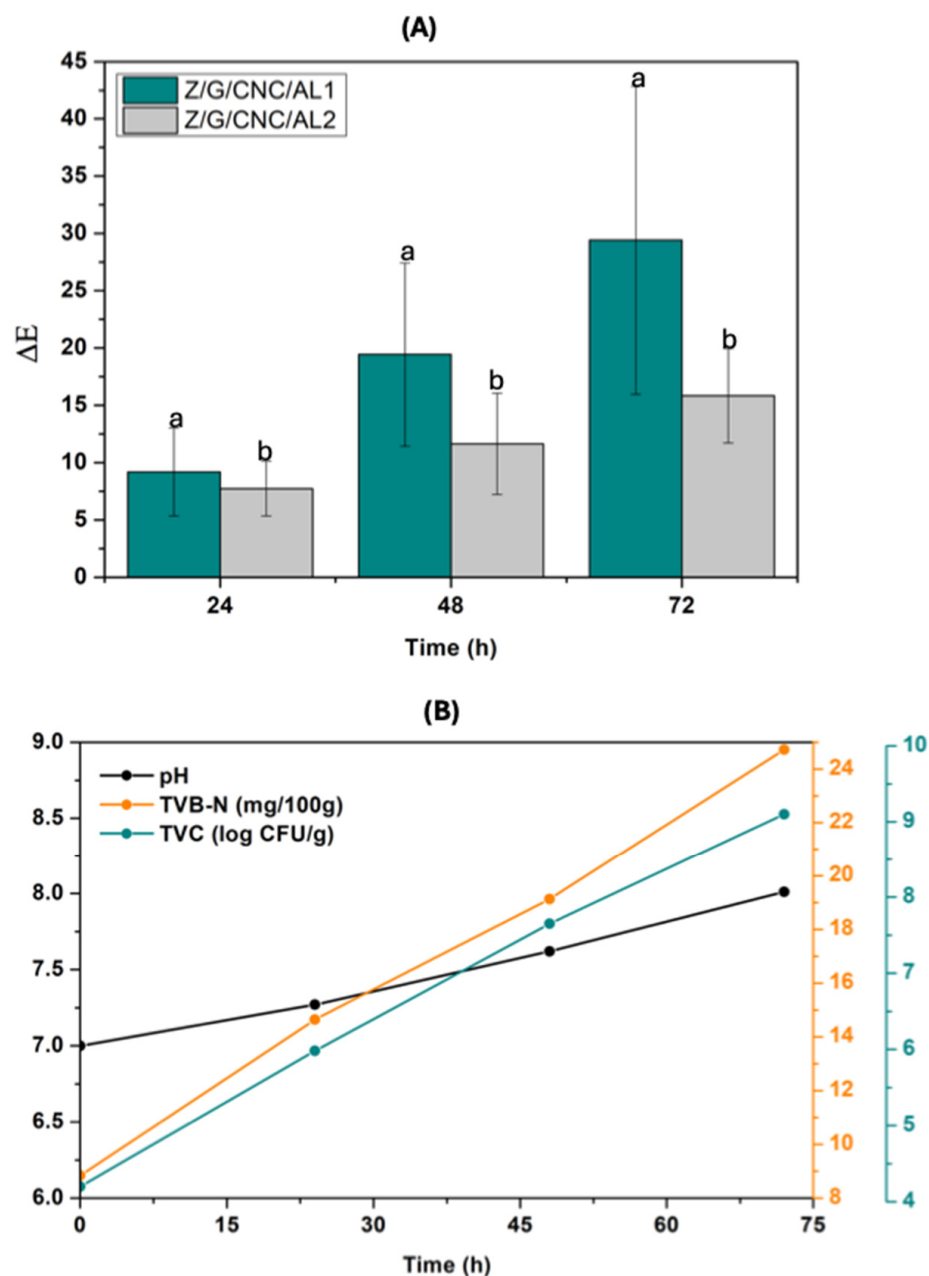 (A)
45
40
35
30
25
20
15
10
5
0
ΔE
Z/G/CNC/AL1
Z/G/CNC/AL2
a
b
a
b
a
b
24
48
72
Time (h)
(B)
9.0
8.5
8.0
7.5
7.0
6.5
6.0
pH
TVB-N (mg/100g)
TVC (log CFU/g)
24
22
20
18
16
14
12
10
8
10
9
8
7
6
5
4
0
15
30
45
60
75
Time (h)